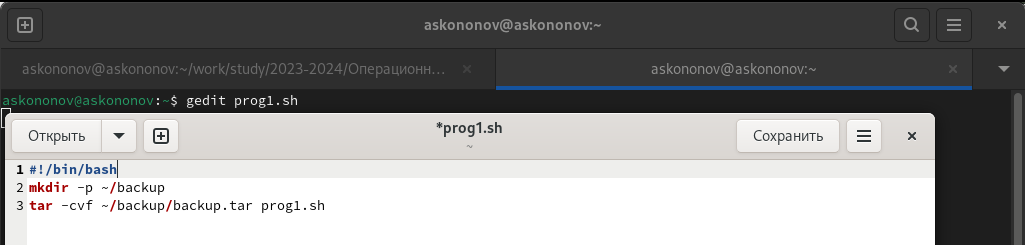 askononov@askononov:~
askononov@askononov:~/work/study/2023-2024/Операционн...
askononov@askononov:~
askononov@askononov:~$ gedit prog1.sh
Открыть
*prog1.sh
~
Сохранить
1 #!/bin/bash
2 mkdir -p ~/backup
3 tar -cvf ~/backup/backup.tar prog1.sh